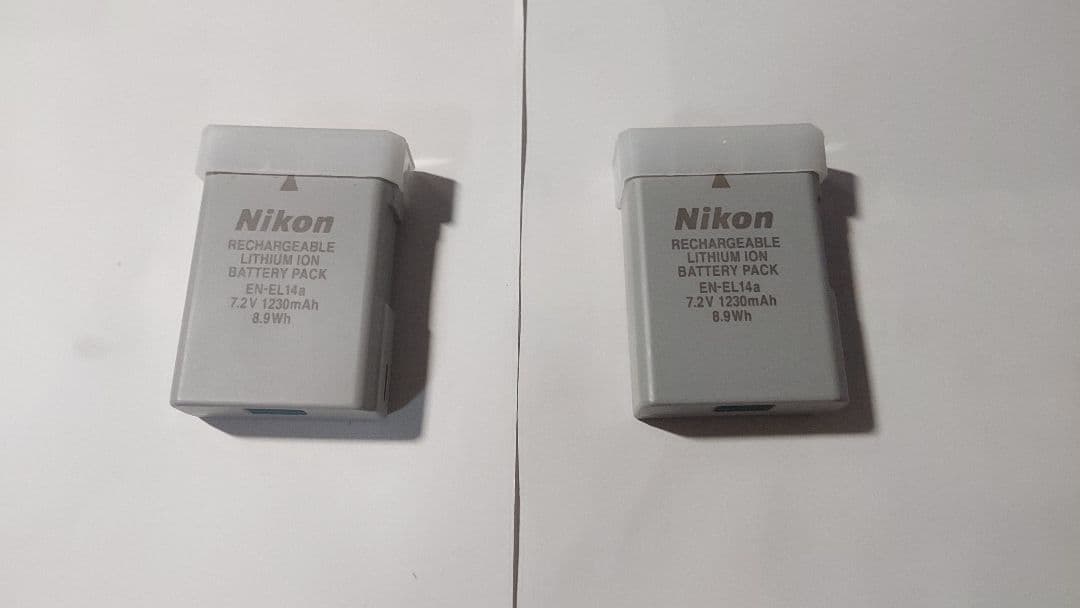 Nikon
RECHARGEABLE
LITHIUM ION
BATTERY PACK
EN-EL14a
7.2V 1230mAh
8.9Wh
Nikon
RECHARGEABLE
LITHIUM ION
BATTERY PACK
EN-EL14a
7.2V 1230mAh
8.9Wh